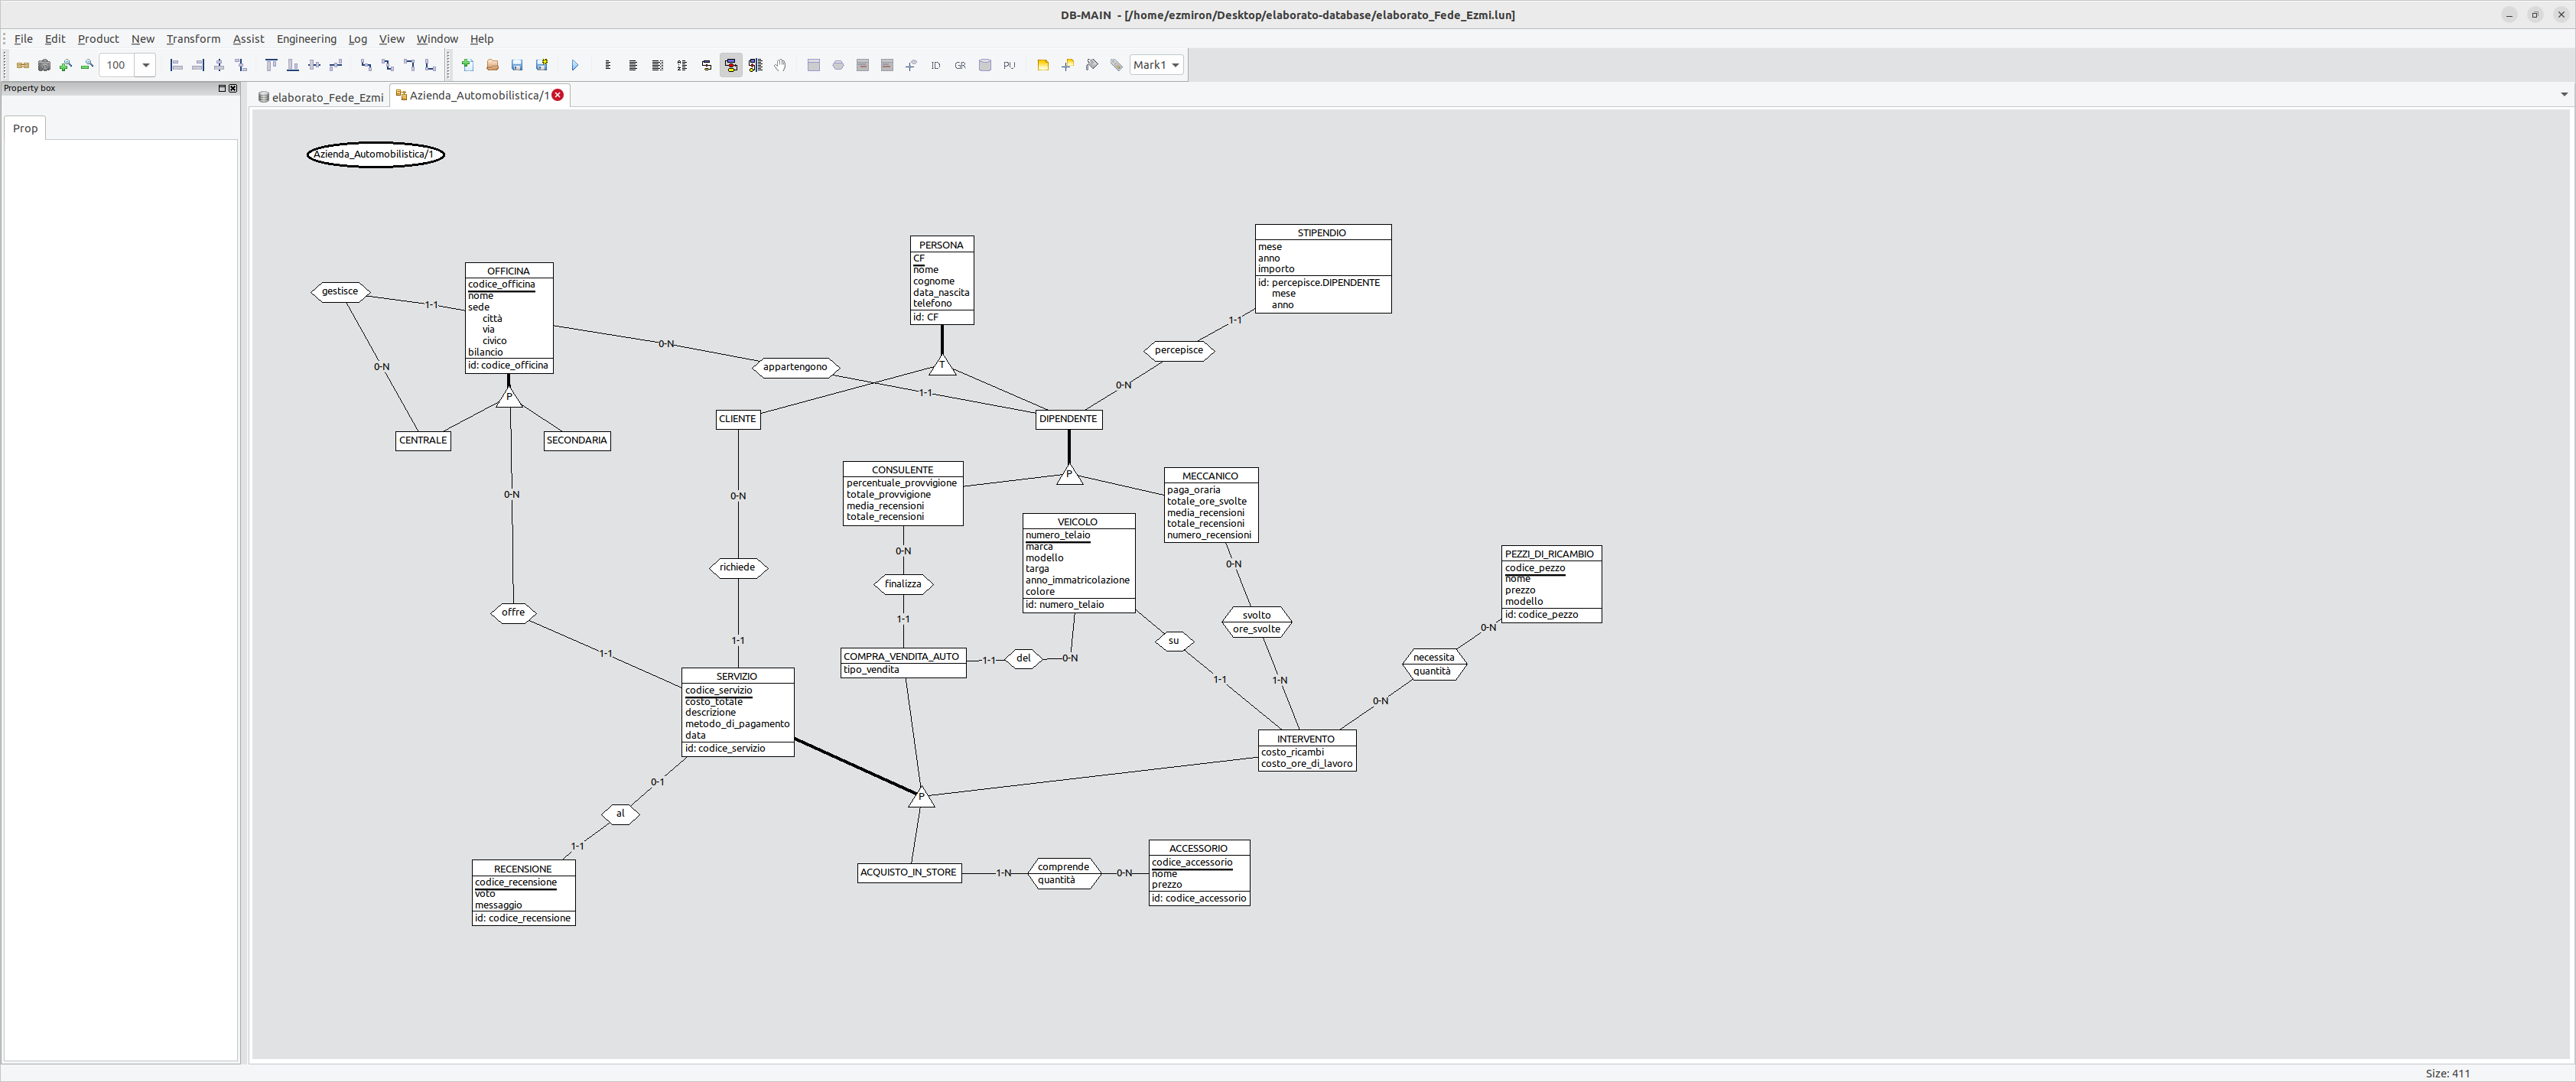 DB-MAIN - [/home/ezmiron/Desktop/elaborato-database/elaborato_Fede_Ezmi.lun]
File Edit Product New Transform Assist Engineering Log View Window Help
100
ID GR PU Mark1
Property box
Prop
elaborato_Fede_Ezmi Azienda_Automobilistica/1
Azienda_Automobilistica/1
gestisce
1-1
0-N
OFFICINA
codice_officina
nome
sede
città
via
civico
bilancio
id: codice_officina
P
CENTRALE
SECONDARIA
0-N
appartengono
1-1
PERSONA
CF
nome
cognome
data_nascita
telefono
id: CF
T
STIPENDIO
mese
anno
importo
id: percepisce.DIPENDENTE
mese
anno
1-1
percepisce
0-N
CLIENTE
DIPENDENTE
P
0-N
offre
1-1
0-N
richiede
1-1
CONSULENTE
percentuale_provvigione
totale_provvigione
media_recensioni
totale_recensioni
0-N
finalizza
1-1
MECCANICO
paga_oraria
totale_ore_svolte
media_recensioni
totale_recensioni
numero_recensioni
VEICOLO
numero_telaio
marca
modello
targa
anno_immatricolazione
colore
id: numero_telaio
0-N
svolto
ore_svolte
1-N
su
1-1
PEZZI_DI_RICAMBIO
codice_pezzo
nome
prezzo
modello
id: codice_pezzo
0-N
necessita
quantità
0-N
COMPRA_VENDITA_AUTO
tipo_vendita
1-1
del
0-N
SERVIZIO
codice_servizio
costo_totale
descrizione
metodo_di_pagamento
data
id: codice_servizio
INTERVENTO
costo_ricambi
costo_ore_di_lavoro
P
0-1
al
1-1
RECENSIONE
codice_recensione
voto
messaggio
id: codice_recensione
ACQUISTO_IN_STORE
1-N
comprende
quantità
0-N
ACCESSORIO
codice_accessorio
nome
prezzo
id: codice_accessorio
Size: 411